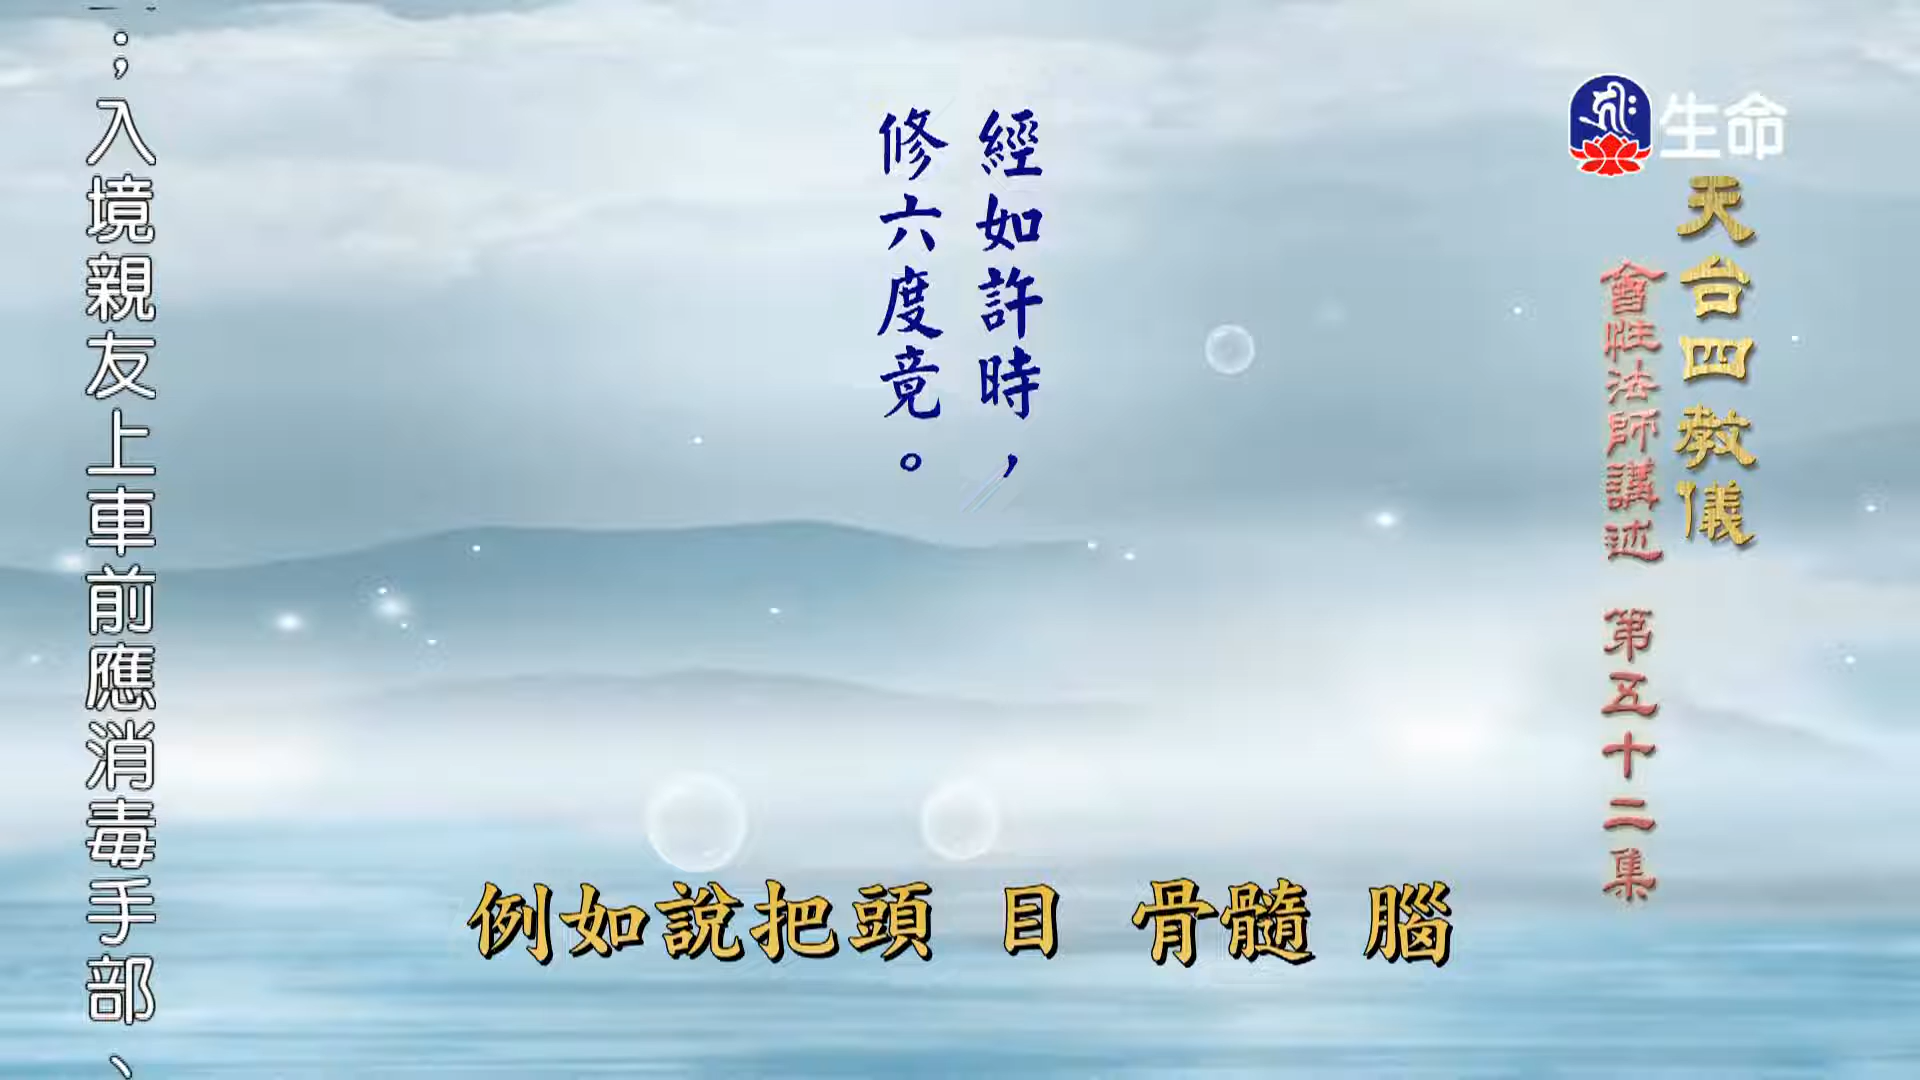 生命
天台四教儀
會性法師講述 第五十二集
經如許時，
修六度竟。
；入境親友上車前應消毒手部、
例如說把頭 目 骨髓 腦